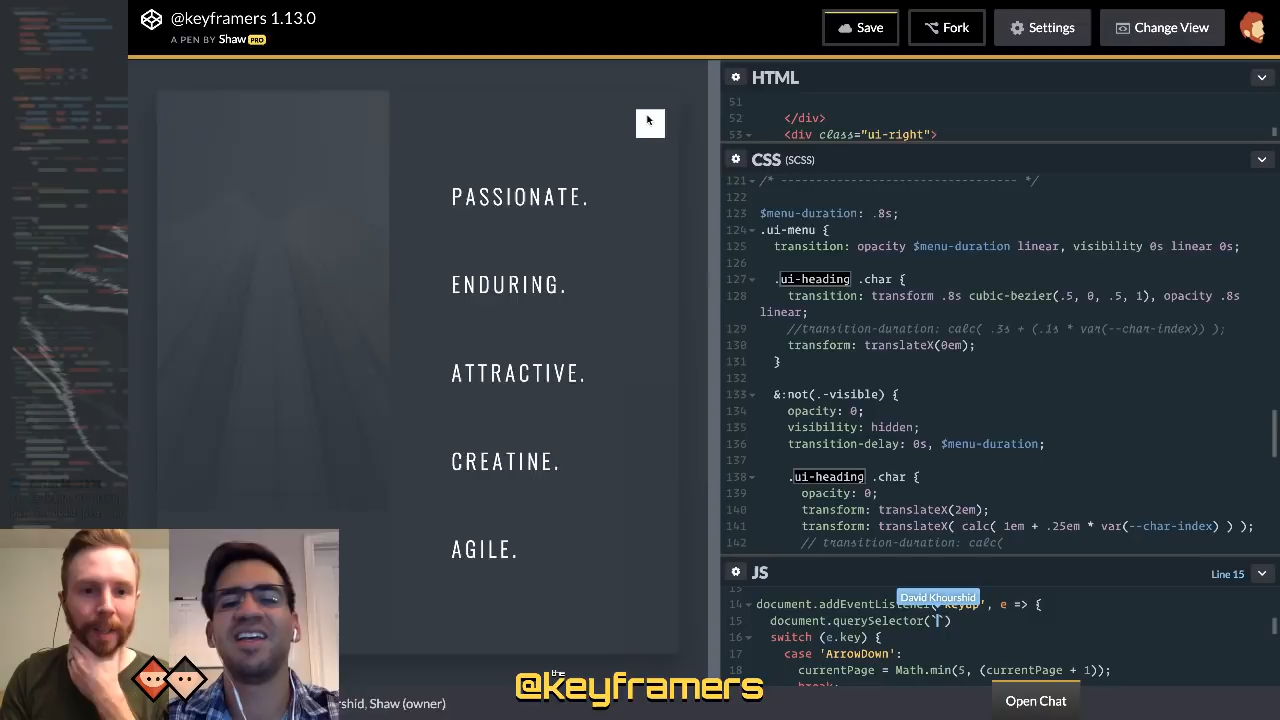 @keyframers 1.13.0
A PEN BY Shaw PRO
Save
Fork
Settings
Change View
PASSIONATE.
ENDURING.
ATTRACTIVE.
CREATINE.
AGILE.
HTML
51
52 </div>
53 <div class="ui-right">
CSS (SCSS)
121 /* --------------------------------- */
122
123 $menu-duration: .8s;
124 .ui-menu {
125 transition: opacity $menu-duration linear, visibility 0s linear 0s;
126
127 .ui-heading .char {
128 transition: transform .8s cubic-bezier(.5, 0, .5, 1), opacity .8s
linear;
129 //transition-duration: calc( .3s + (.1s * var(--char-index)) );
130 transform: translateX(0em);
131 }
132
133 &:not(.-visible) {
134 opacity: 0;
135 visibility: hidden;
136 transition-delay: 0s, $menu-duration;
137
138 .ui-heading .char {
139 opacity: 0;
140 transform: translateX(2em);
141 transform: translateX( calc( 1em + .25em * var(--char-index) ) );
142 // transition-duration: calc(
JS
Line 15
David Khourshid
14 document.addEventListener('keyup', e => {
15 document.querySelector(`[`)
16 switch (e.key) {
17 case 'ArrowDown':
18 currentPage = Math.min(5, (currentPage + 1));
break;
the
@keyframers
rshid, Shaw (owner)
Open Chat